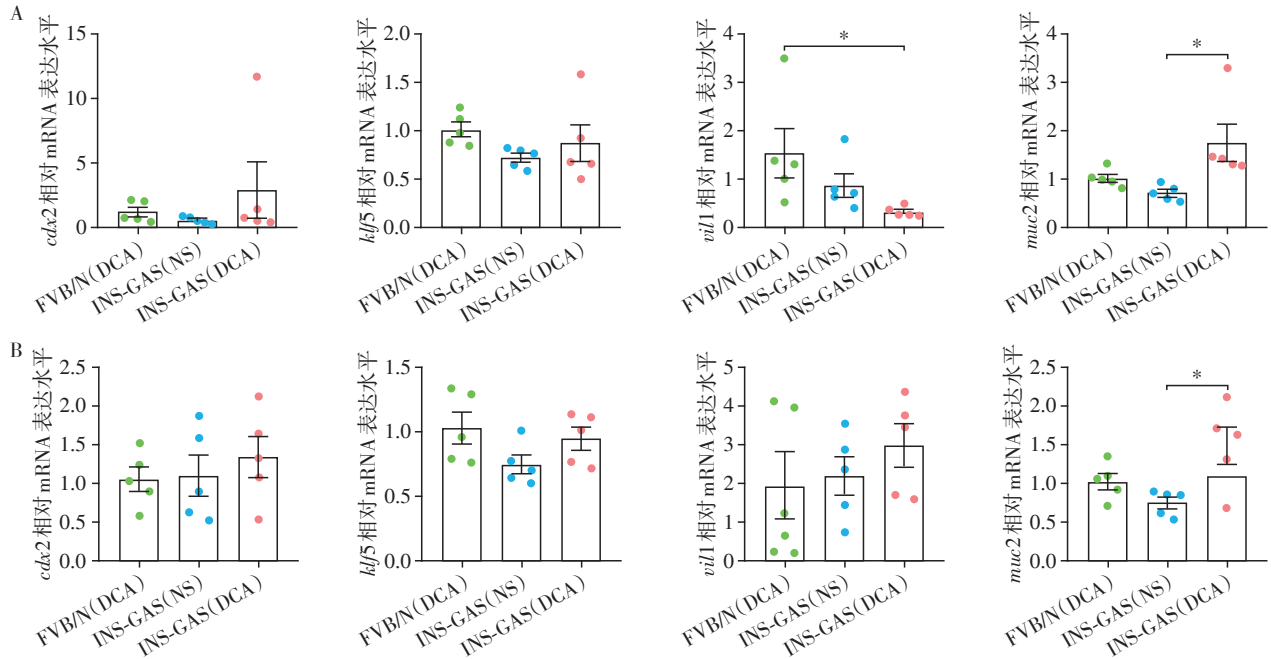 A
cdx2 相对 mRNA 表达水平
15
10
5
0
FVB/N(DCA)
INS-GAS(NS)
INS-GAS(DCA)
klf5 相对 mRNA 表达水平
2.0
1.5
1.0
0.5
0
FVB/N(DCA)
INS-GAS(NS)
INS-GAS(DCA)
vil1 相对 mRNA 表达水平
4
3
2
1
0
*
FVB/N(DCA)
INS-GAS(NS)
INS-GAS(DCA)
muc2 相对 mRNA 表达水平
4
3
2
1
0
*
FVB/N(DCA)
INS-GAS(NS)
INS-GAS(DCA)
B
cdx2 相对 mRNA 表达水平
2.5
2.0
1.5
1.0
0.5
0.0
FVB/N(DCA)
INS-GAS(NS)
INS-GAS(DCA)
klf5 相对 mRNA 表达水平
1.5
1.0
0.5
0.0
FVB/N(DCA)
INS-GAS(NS)
INS-GAS(DCA)
vil1 相对 mRNA 表达水平
5
4
3
2
1
0
FVB/N(DCA)
INS-GAS(NS)
INS-GAS(DCA)
muc2 相对 mRNA 表达水平
2.5
2.0
1.5
1.0
0.5
0.0
*
FVB/N(DCA)
INS-GAS(NS)
INS-GAS(DCA)